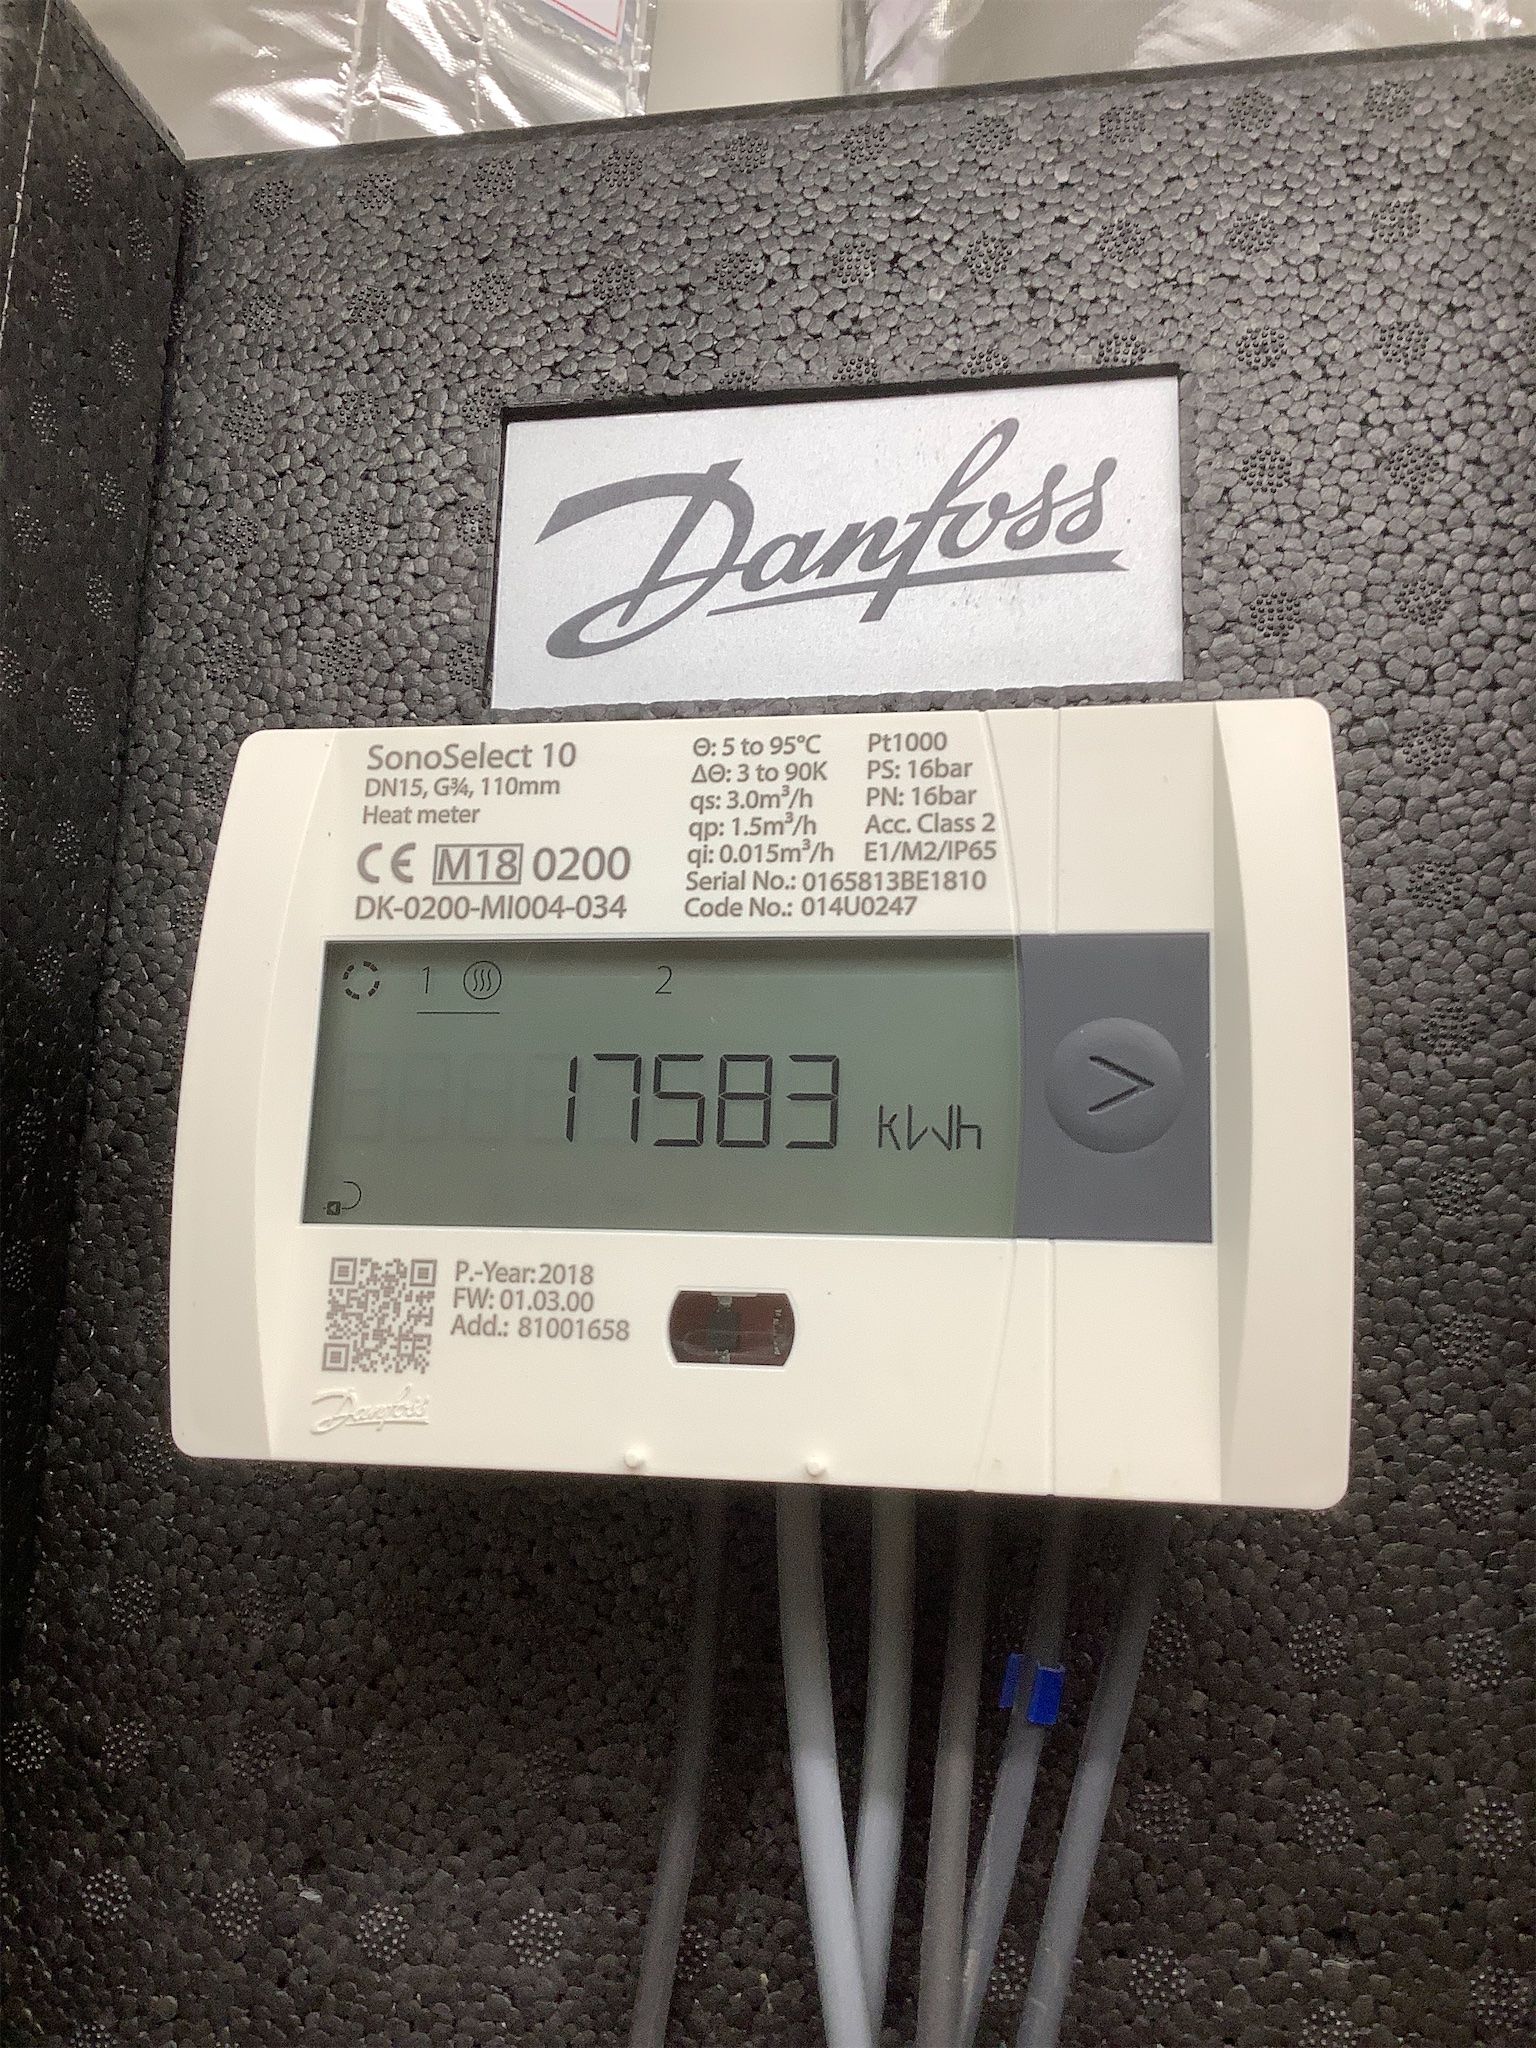 Danfoss
SonoSelect 10
DN15, G¾, 110mm
Heat meter
CE M18 0200
DK-0200-MI004-034
Θ: 5 to 95°C
ΔΘ: 3 to 90K
qs: 3.0m³/h
qp: 1.5m³/h
qi: 0.015m³/h
Pt1000
PS: 16bar
PN: 16bar
Acc. Class 2
E1/M2/IP65
Serial No.: 0165813BE1810
Code No.: 014U0247
1 2
17583 kWh
>
P.-Year: 2018
FW: 01.03.00
Add.: 81001658
Danfoss